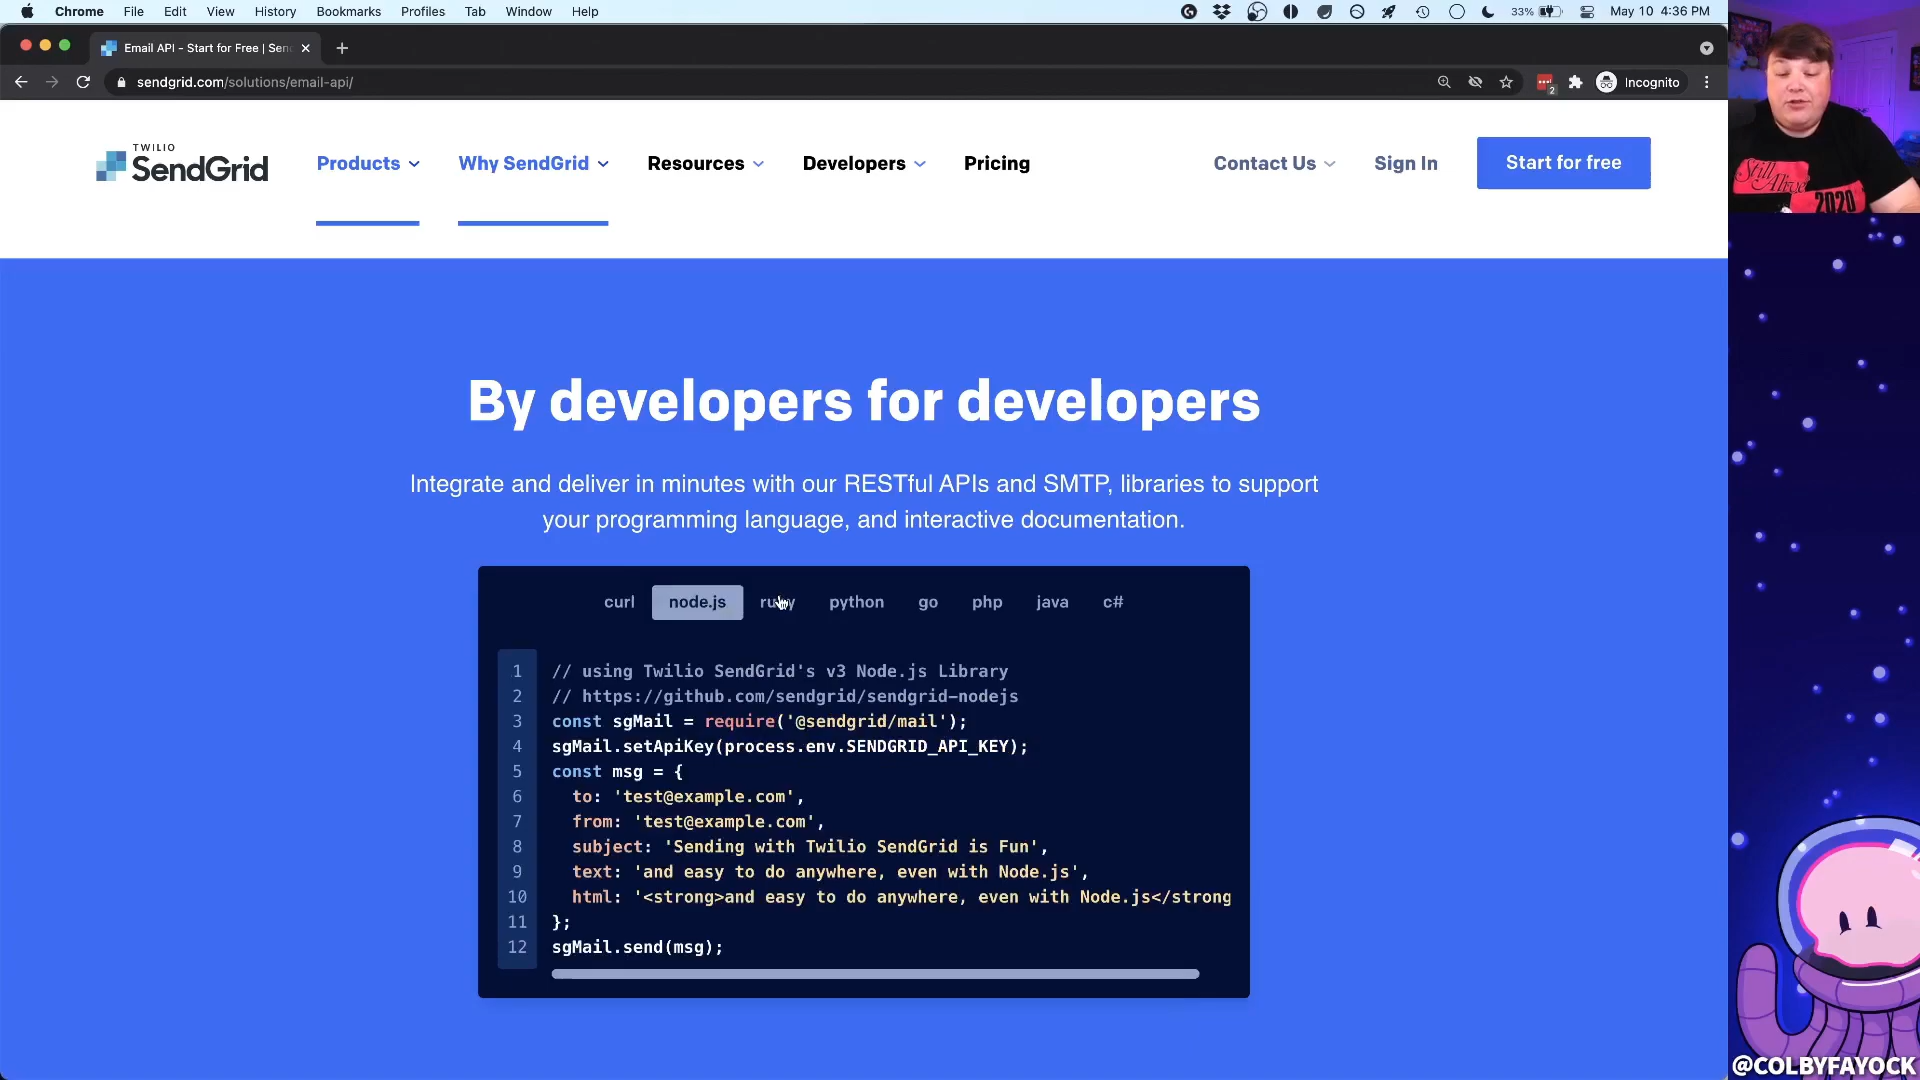 Chrome File Edit View History Bookmarks Profiles Tab Window Help 33% May 10 4:36 PM
Email API - Start for Free | Sen
sendgrid.com/solutions/email-api/ 2 Incognito
TWILIO
SendGrid Products Why SendGrid Resources Developers Pricing Contact Us Sign In Start for free
Still Alive
2020
By developers for developers
Integrate and deliver in minutes with our RESTful APIs and SMTP, libraries to support
your programming language, and interactive documentation.
curl node.js ruby python go php java c#
1 // using Twilio SendGrid's v3 Node.js Library
2 // https://github.com/sendgrid/sendgrid-nodejs
3 const sgMail = require('@sendgrid/mail');
4 sgMail.setApiKey(process.env.SENDGRID_API_KEY);
5 const msg = {
6 to: 'test@example.com',
7 from: 'test@example.com',
8 subject: 'Sending with Twilio SendGrid is Fun',
9 text: 'and easy to do anywhere, even with Node.js',
10 html: '<strong>and easy to do anywhere, even with Node.js</strong
11 };
12 sgMail.send(msg);
@COLBYFAYOCK